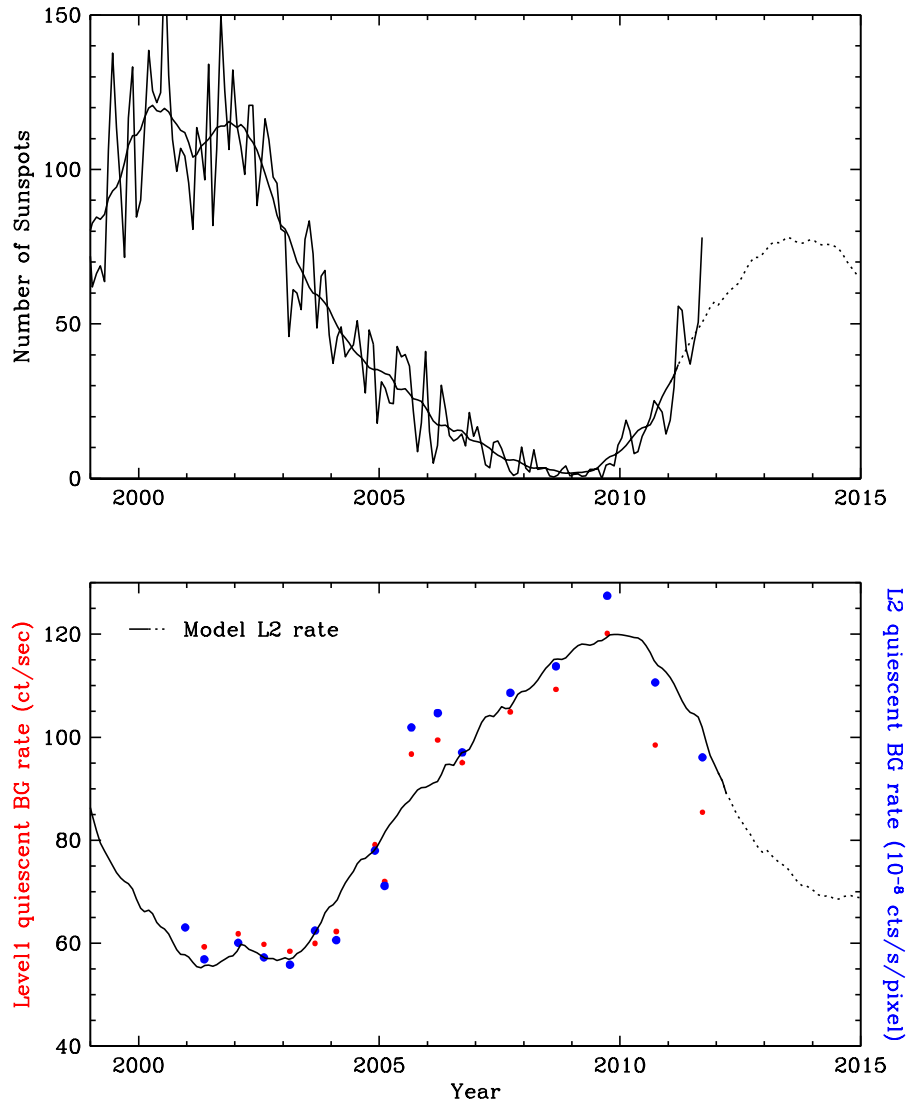 150
100
50
0
Number of Sunspots
2000 2005 2010 2015
Model L2 rate
120
100
80
60
40
Level1 quiescent BG rate (ct/sec)
L2 quiescent BG rate (10⁻⁸ cts/s/pixel)
2000 2005 2010 2015
Year